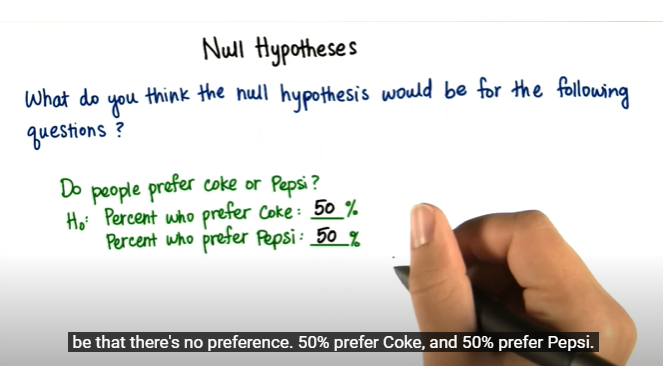 Null Hypotheses
What do you think the null hypothesis would be for the following
questions ?
Do people prefer coke or Pepsi?
H₀: Percent who prefer Coke: 50 %
Percent who prefer Pepsi: 50 %
be that there's no preference. 50% prefer Coke, and 50% prefer Pepsi.